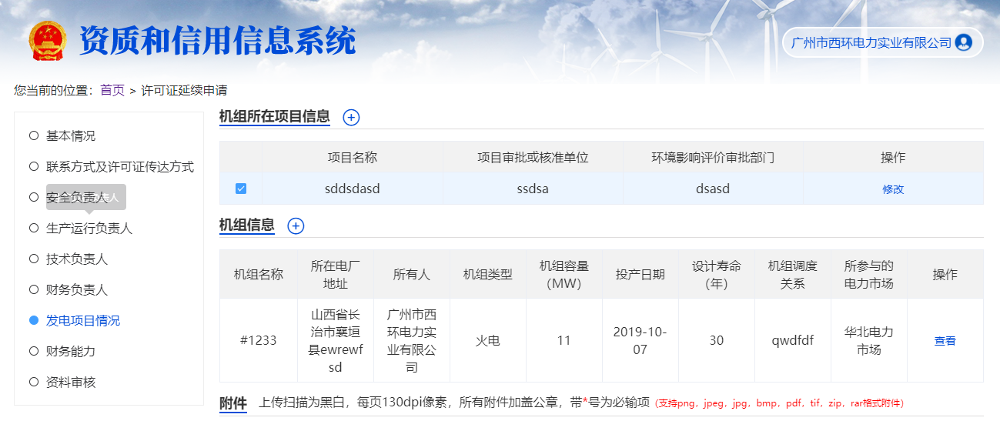 资质和信用信息系统
广州市西环电力实业有限公司
您当前的位置：首页 > 许可证延续申请
基本情况
联系方式及许可证传达方式
安全负责人
生产运行负责人
技术负责人
财务负责人
发电项目情况
财务能力
资料审核
机组所在项目信息
项目名称 项目审批或核准单位 环境影响评价审批部门 操作
sddsdasd ssdsa dsasd 修改
机组信息
机组名称 所在电厂地址 所有人 机组类型 机组容量(MW) 投产日期 设计寿命(年) 机组调度关系 所参与的电力市场 操作
#1233 山西省长治市襄垣县ewrewfsd 广州市西环电力实业有限公司 火电 11 2019-10-07 30 qwdfdf 华北电力市场 查看
附件 上传扫描为黑白，每页130dpi像素，所有附件加盖公章，带*号为必输项（支持png，jpeg，jpg，bmp，pdf，tif，zip，rar格式附件）